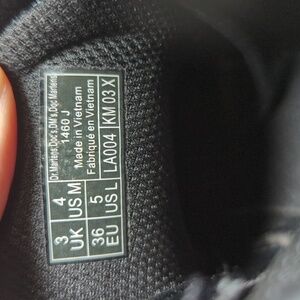 Dr.Martens,Doc's,DM's,Doc Martens
1460 J
Made in Vietnam
Fabriqué en Vietnam
LA004 KM 03 X
3 4
UK US M
36 5
EU US L